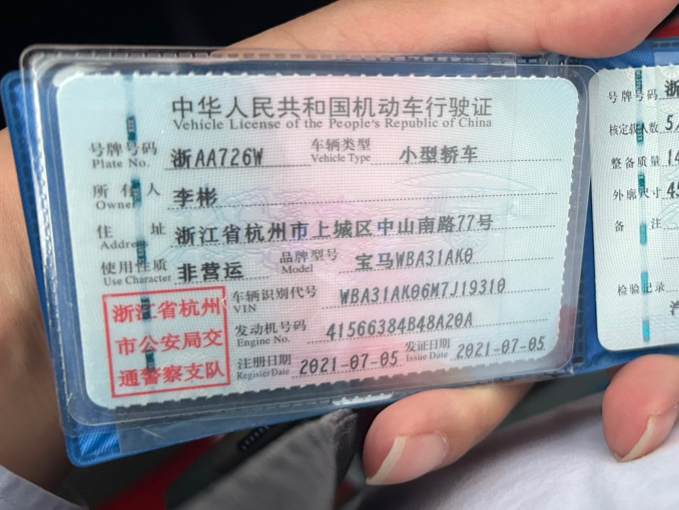 中华人民共和国机动车行驶证
Vehicle License of the People's Republic of China
号牌号码 浙AA726W 车辆类型 小型轿车
Plate No. Vehicle Type
所有人 李彬
Owner
住址 浙江省杭州市上城区中山南路77号
Address
使用性质 非营运 品牌型号 宝马WBA31AK0
Use Character Model
浙江省杭州
市公安局交
通警察支队
车辆识别代号 WBA31AK06M7J19310
VIN
发动机号码 41566384B48A20A
Engine No.
注册日期 2021-07-05 发证日期 2021-07-05
Register Date Issue Date
号牌号码 浙
核定载人数 5人
整备质量 14
外廓尺寸 45
备注
检验记录